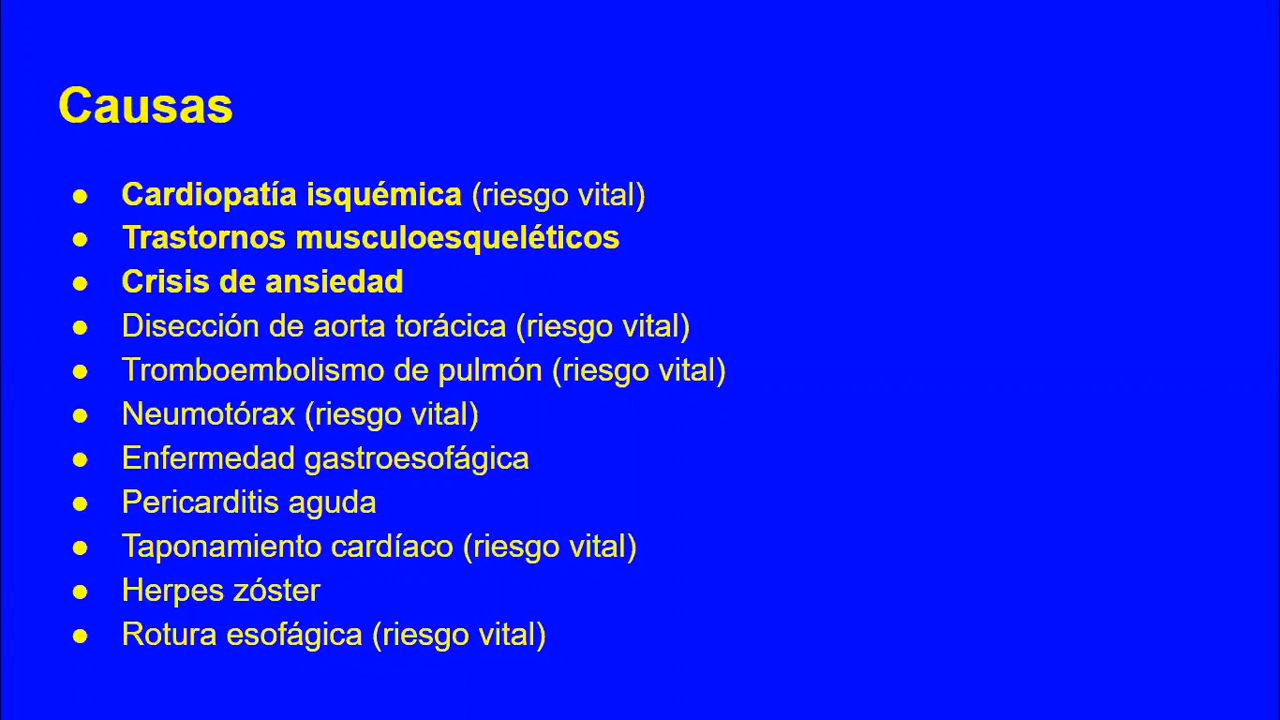 Causas
● Cardiopatía isquémica (riesgo vital)
● Trastornos musculoesqueléticos
● Crisis de ansiedad
● Disección de aorta torácica (riesgo vital)
● Tromboembolismo de pulmón (riesgo vital)
● Neumotórax (riesgo vital)
● Enfermedad gastroesofágica
● Pericarditis aguda
● Taponamiento cardíaco (riesgo vital)
● Herpes zóster
● Rotura esofágica (riesgo vital)